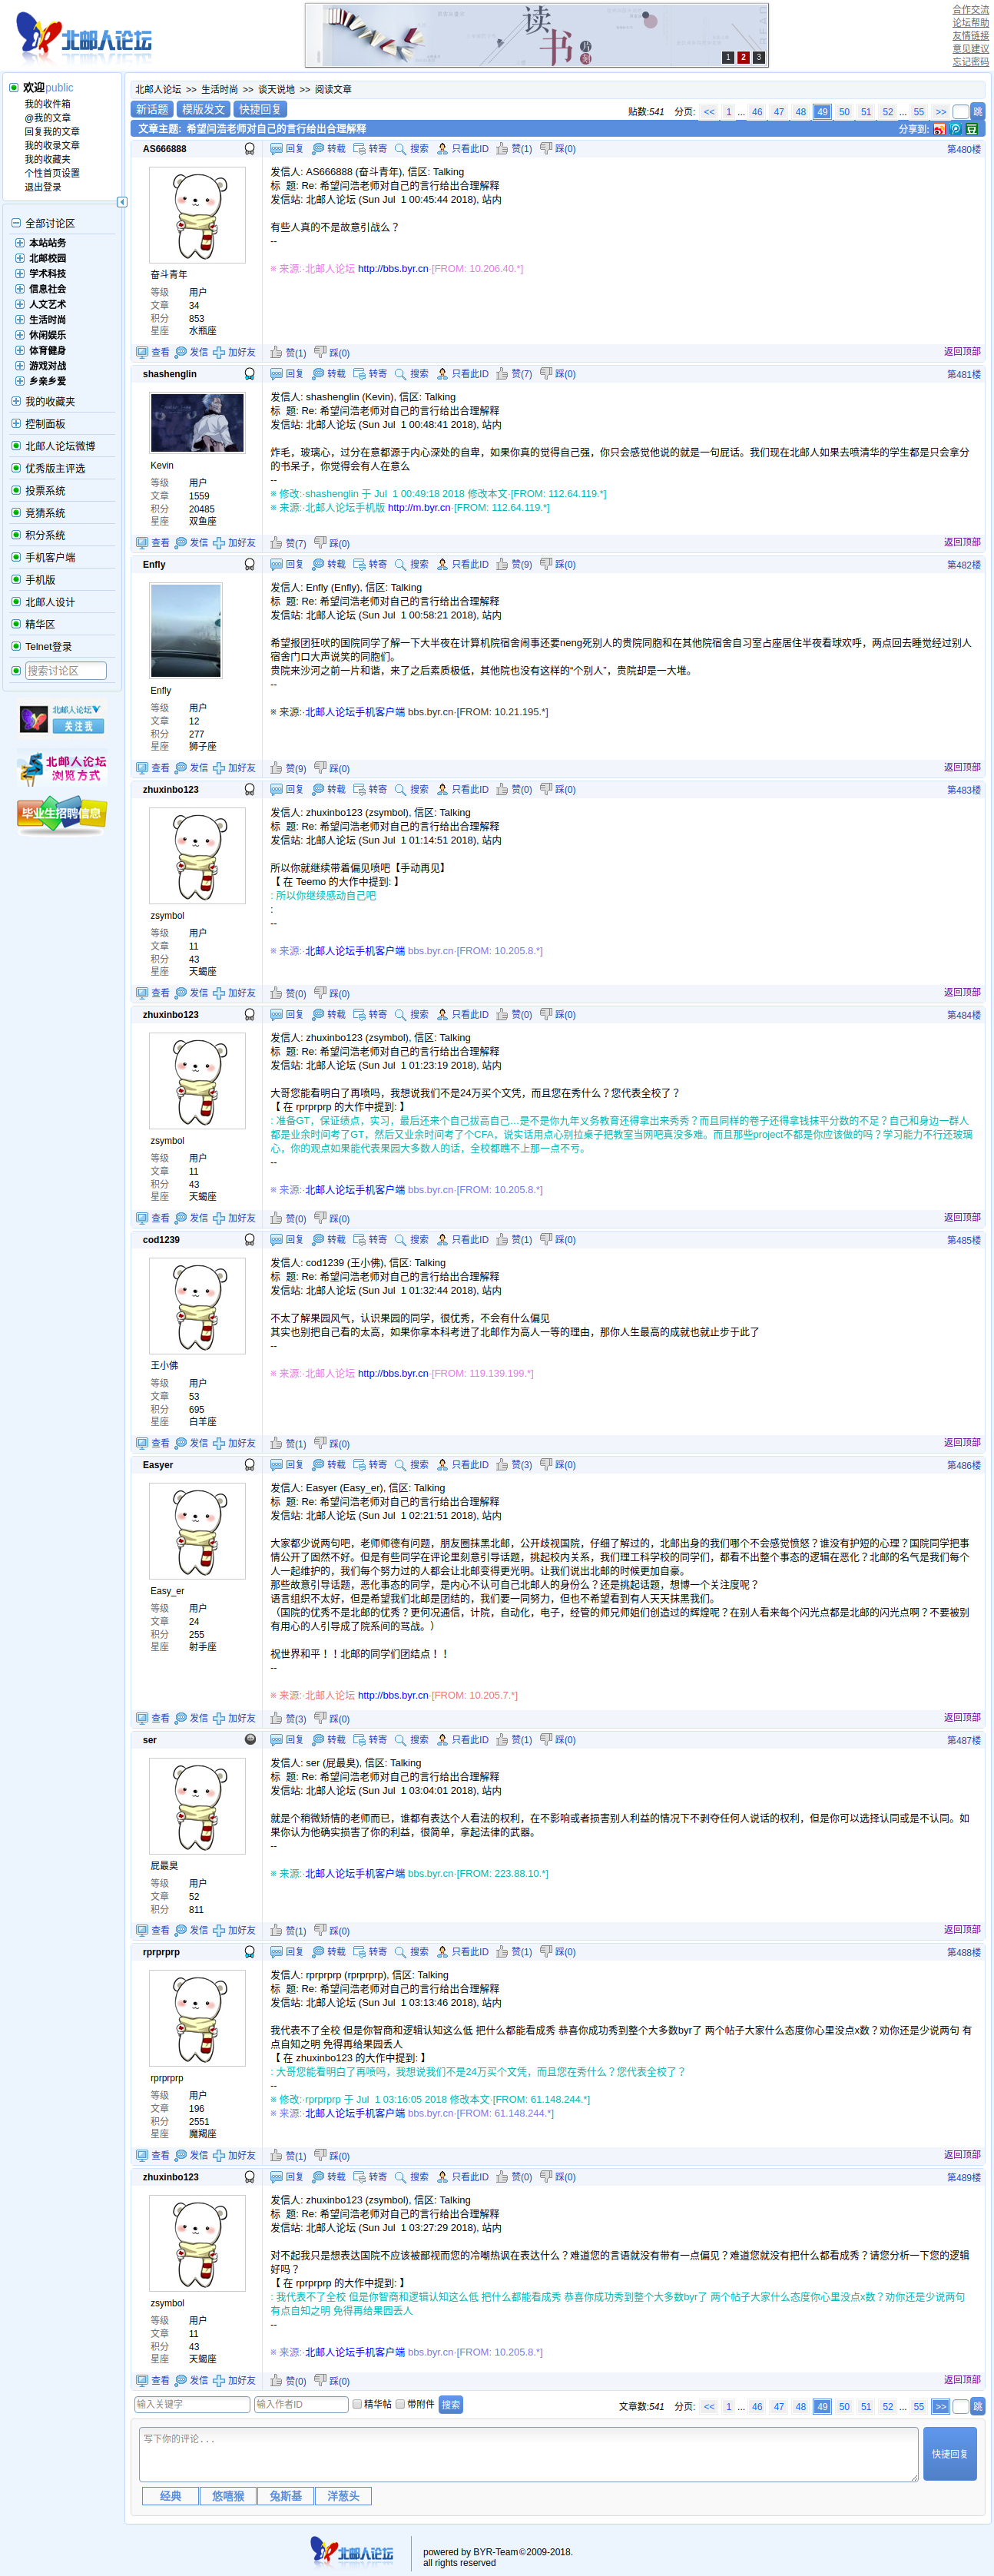 北邮人论坛
读书
月刻
1 2 3
合作交流
论坛帮助
友情链接
意见建议
忘记密码
欢迎public
我的收件箱
@我的文章
回复我的文章
我的收录文章
我的收藏夹
个性首页设置
退出登录
全部讨论区
本站站务
北邮校园
学术科技
信息社会
人文艺术
生活时尚
休闲娱乐
体育健身
游戏对战
乡亲乡爱
我的收藏夹
控制面板
北邮人论坛微博
优秀版主评选
投票系统
竞猜系统
积分系统
手机客户端
手机版
北邮人设计
精华区
Telnet登录
搜索讨论区
北邮人论坛
关注我
北邮人论坛
浏览方式
毕业生招聘信息
北邮人论坛 >> 生活时尚 >> 谈天说地 >> 阅读文章
新话题 模版发文 快捷回复
贴数:541 分页: << 1 ... 46 47 48 49 50 51 52 ... 55 >> 跳
文章主题: 希望闫浩老师对自己的言行给出合理解释
分享到:
AS666888
回复 转载 转寄 搜索 只看此ID 赞(1) 踩(0) 第480楼
奋斗青年
等级 用户
文章 34
积分 853
星座 水瓶座
发信人: AS666888 (奋斗青年), 信区: Talking
标 题: Re: 希望闫浩老师对自己的言行给出合理解释
发信站: 北邮人论坛 (Sun Jul  1 00:45:44 2018), 站内
有些人真的不是故意引战么？
--
※ 来源:·北邮人论坛 http://bbs.byr.cn·[FROM: 10.206.40.*]
查看 发信 加好友 赞(1) 踩(0) 返回顶部
shashenglin
回复 转载 转寄 搜索 只看此ID 赞(7) 踩(0) 第481楼
Kevin
等级 用户
文章 1559
积分 20485
星座 双鱼座
发信人: shashenglin (Kevin), 信区: Talking
标 题: Re: 希望闫浩老师对自己的言行给出合理解释
发信站: 北邮人论坛 (Sun Jul  1 00:48:41 2018), 站内
炸毛，玻璃心，过分在意都源于内心深处的自卑，如果你真的觉得自己强，你只会感觉他说的就是一句屁话。我们现在北邮人如果去喷清华的学生都是只会拿分
的书呆子，你觉得会有人在意么
--
※ 修改:·shashenglin 于 Jul  1 00:49:18 2018 修改本文·[FROM: 112.64.119.*]
※ 来源:·北邮人论坛手机版 http://m.byr.cn·[FROM: 112.64.119.*]
查看 发信 加好友 赞(7) 踩(0) 返回顶部
Enfly
回复 转载 转寄 搜索 只看此ID 赞(9) 踩(0) 第482楼
Enfly
等级 用户
文章 12
积分 277
星座 狮子座
发信人: Enfly (Enfly), 信区: Talking
标 题: Re: 希望闫浩老师对自己的言行给出合理解释
发信站: 北邮人论坛 (Sun Jul  1 00:58:21 2018), 站内
希望报团狂吠的国院同学了解一下大半夜在计算机院宿舍闹事还要neng死别人的贵院同胞和在其他院宿舍自习室占座居住半夜看球欢呼，两点回去睡觉经过别人
宿舍门口大声说笑的同胞们。
贵院来沙河之前一片和谐，来了之后素质极低，其他院也没有这样的“个别人”，贵院却是一大堆。
--
※ 来源:·北邮人论坛手机客户端 bbs.byr.cn·[FROM: 10.21.195.*]
查看 发信 加好友 赞(9) 踩(0) 返回顶部
zhuxinbo123
回复 转载 转寄 搜索 只看此ID 赞(0) 踩(0) 第483楼
zsymbol
等级 用户
文章 11
积分 43
星座 天蝎座
发信人: zhuxinbo123 (zsymbol), 信区: Talking
标 题: Re: 希望闫浩老师对自己的言行给出合理解释
发信站: 北邮人论坛 (Sun Jul  1 01:14:51 2018), 站内
所以你就继续带着偏见喷吧【手动再见】
【 在 Teemo 的大作中提到: 】
: 所以你继续感动自己吧
:
--
※ 来源:·北邮人论坛手机客户端 bbs.byr.cn·[FROM: 10.205.8.*]
查看 发信 加好友 赞(0) 踩(0) 返回顶部
zhuxinbo123
回复 转载 转寄 搜索 只看此ID 赞(0) 踩(0) 第484楼
zsymbol
等级 用户
文章 11
积分 43
星座 天蝎座
发信人: zhuxinbo123 (zsymbol), 信区: Talking
标 题: Re: 希望闫浩老师对自己的言行给出合理解释
发信站: 北邮人论坛 (Sun Jul  1 01:23:19 2018), 站内
大哥您能看明白了再喷吗，我想说我们不是24万买个文凭，而且您在秀什么？您代表全校了？
【 在 rprprprp 的大作中提到: 】
: 准备GT，保证绩点，实习，最后还来个自己拔高自己…是不是你九年义务教育还得拿出来秀秀？而且同样的卷子还得拿钱抹平分数的不足？自己和身边一群人
都是业余时间考了GT，然后又业余时间考了个CFA，说实话用点心别拉桌子把教室当网吧真没多难。而且那些project不都是你应该做的吗？学习能力不行还玻璃
心，你的观点如果能代表果园大多数人的话，全校都瞧不上那一点不亏。
--
※ 来源:·北邮人论坛手机客户端 bbs.byr.cn·[FROM: 10.205.8.*]
查看 发信 加好友 赞(0) 踩(0) 返回顶部
cod1239
回复 转载 转寄 搜索 只看此ID 赞(1) 踩(0) 第485楼
王小佛
等级 用户
文章 53
积分 695
星座 白羊座
发信人: cod1239 (王小佛), 信区: Talking
标 题: Re: 希望闫浩老师对自己的言行给出合理解释
发信站: 北邮人论坛 (Sun Jul  1 01:32:44 2018), 站内
不太了解果园风气，认识果园的同学，很优秀，不会有什么偏见
其实也别把自己看的太高，如果你拿本科考进了北邮作为高人一等的理由，那你人生最高的成就也就止步于此了
--
※ 来源:·北邮人论坛 http://bbs.byr.cn·[FROM: 119.139.199.*]
查看 发信 加好友 赞(1) 踩(0) 返回顶部
Easyer
回复 转载 转寄 搜索 只看此ID 赞(3) 踩(0) 第486楼
Easy_er
等级 用户
文章 24
积分 255
星座 射手座
发信人: Easyer (Easy_er), 信区: Talking
标 题: Re: 希望闫浩老师对自己的言行给出合理解释
发信站: 北邮人论坛 (Sun Jul  1 02:21:51 2018), 站内
大家都少说两句吧，老师师德有问题，朋友圈抹黑北邮，公开歧视国院，仔细了解过的，北邮出身的我们哪个不会感觉愤怒？谁没有护短的心理？国院同学把事
情公开了固然不好。但是有些同学在评论里刻意引导话题，挑起校内关系，我们理工科学校的同学们，都看不出整个事态的逻辑在恶化？北邮的名气是我们每个
人一起维护的，我们每个努力过的人都会让北邮变得更光明。让我们说出北邮的时候更加自豪。
那些故意引导话题，恶化事态的同学，是内心不认可自己北邮人的身份么？还是挑起话题，想博一个关注度呢？
语言组织不太好，但是希望我们北邮是团结的，我们要一同努力，但也不希望看到有人天天抹黑我们。
（国院的优秀不是北邮的优秀？更何况通信，计院，自动化，电子，经管的师兄师姐们创造过的辉煌呢？在别人看来每个闪光点都是北邮的闪光点啊？不要被别
有用心的人引导成了院系间的骂战。）
祝世界和平！！北邮的同学们团结点！！
--
※ 来源:·北邮人论坛 http://bbs.byr.cn·[FROM: 10.205.7.*]
查看 发信 加好友 赞(3) 踩(0) 返回顶部
ser
回复 转载 转寄 搜索 只看此ID 赞(1) 踩(0) 第487楼
屁最臭
等级 用户
文章 52
积分 811
发信人: ser (屁最臭), 信区: Talking
标 题: Re: 希望闫浩老师对自己的言行给出合理解释
发信站: 北邮人论坛 (Sun Jul  1 03:04:01 2018), 站内
就是个稍微矫情的老师而已，谁都有表达个人看法的权利，在不影响或者损害别人利益的情况下不剥夺任何人说话的权利，但是你可以选择认同或是不认同。如
果你认为他确实损害了你的利益，很简单，拿起法律的武器。
--
※ 来源:·北邮人论坛手机客户端 bbs.byr.cn·[FROM: 223.88.10.*]
查看 发信 加好友 赞(1) 踩(0) 返回顶部
rprprprp
回复 转载 转寄 搜索 只看此ID 赞(1) 踩(0) 第488楼
rprprprp
等级 用户
文章 196
积分 2551
星座 魔羯座
发信人: rprprprp (rprprprp), 信区: Talking
标 题: Re: 希望闫浩老师对自己的言行给出合理解释
发信站: 北邮人论坛 (Sun Jul  1 03:13:46 2018), 站内
我代表不了全校 但是你智商和逻辑认知这么低 把什么都能看成秀 恭喜你成功秀到整个大多数byr了 两个帖子大家什么态度你心里没点x数？劝你还是少说两句 有
点自知之明 免得再给果园丢人
【 在 zhuxinbo123 的大作中提到: 】
: 大哥您能看明白了再喷吗，我想说我们不是24万买个文凭，而且您在秀什么？您代表全校了？
--
※ 修改:·rprprprp 于 Jul  1 03:16:05 2018 修改本文·[FROM: 61.148.244.*]
※ 来源:·北邮人论坛手机客户端 bbs.byr.cn·[FROM: 61.148.244.*]
查看 发信 加好友 赞(1) 踩(0) 返回顶部
zhuxinbo123
回复 转载 转寄 搜索 只看此ID 赞(0) 踩(0) 第489楼
zsymbol
等级 用户
文章 11
积分 43
星座 天蝎座
发信人: zhuxinbo123 (zsymbol), 信区: Talking
标 题: Re: 希望闫浩老师对自己的言行给出合理解释
发信站: 北邮人论坛 (Sun Jul  1 03:27:29 2018), 站内
对不起我只是想表达国院不应该被鄙视而您的冷嘲热讽在表达什么？难道您的言语就没有带有一点偏见？难道您就没有把什么都看成秀？请您分析一下您的逻辑
好吗？
【 在 rprprprp 的大作中提到: 】
: 我代表不了全校 但是你智商和逻辑认知这么低 把什么都能看成秀 恭喜你成功秀到整个大多数byr了 两个帖子大家什么态度你心里没点x数？劝你还是少说两句
有点自知之明 免得再给果园丢人
--
※ 来源:·北邮人论坛手机客户端 bbs.byr.cn·[FROM: 10.205.8.*]
查看 发信 加好友 赞(0) 踩(0) 返回顶部
输入关键字 输入作者ID 精华帖 带附件 搜索
文章数:541 分页: << 1 ... 46 47 48 49 50 51 52 ... 55 >> 跳
写下你的评论...
快捷回复
经典 悠嘻猴 兔斯基 洋葱头
北邮人论坛
powered by BYR-Team©2009-2018.
all rights reserved